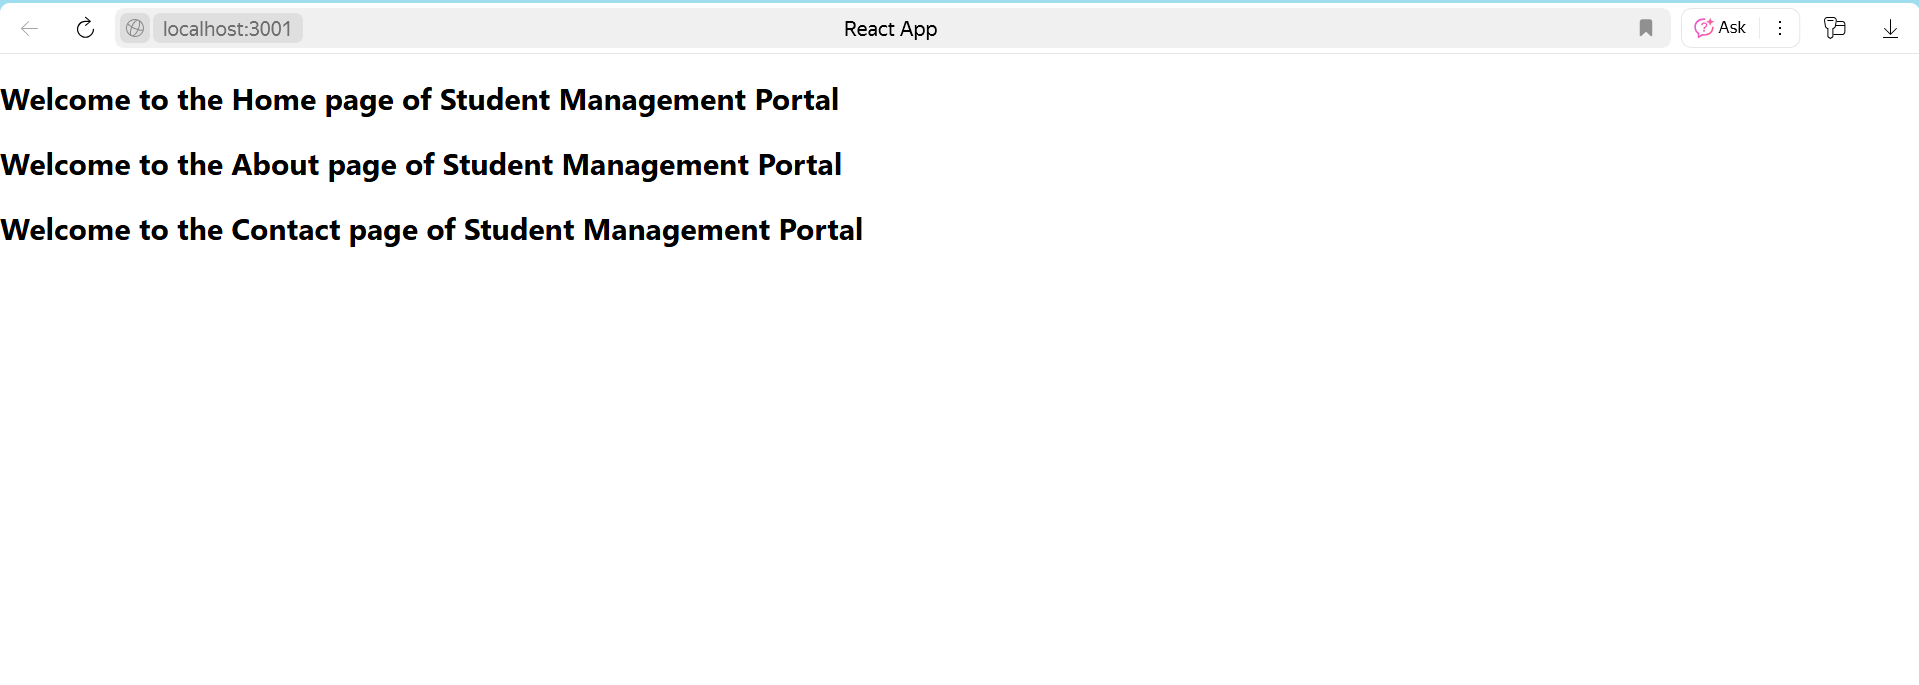 localhost:3001
React App
Ask
Welcome to the Home page of Student Management Portal
Welcome to the About page of Student Management Portal
Welcome to the Contact page of Student Management Portal